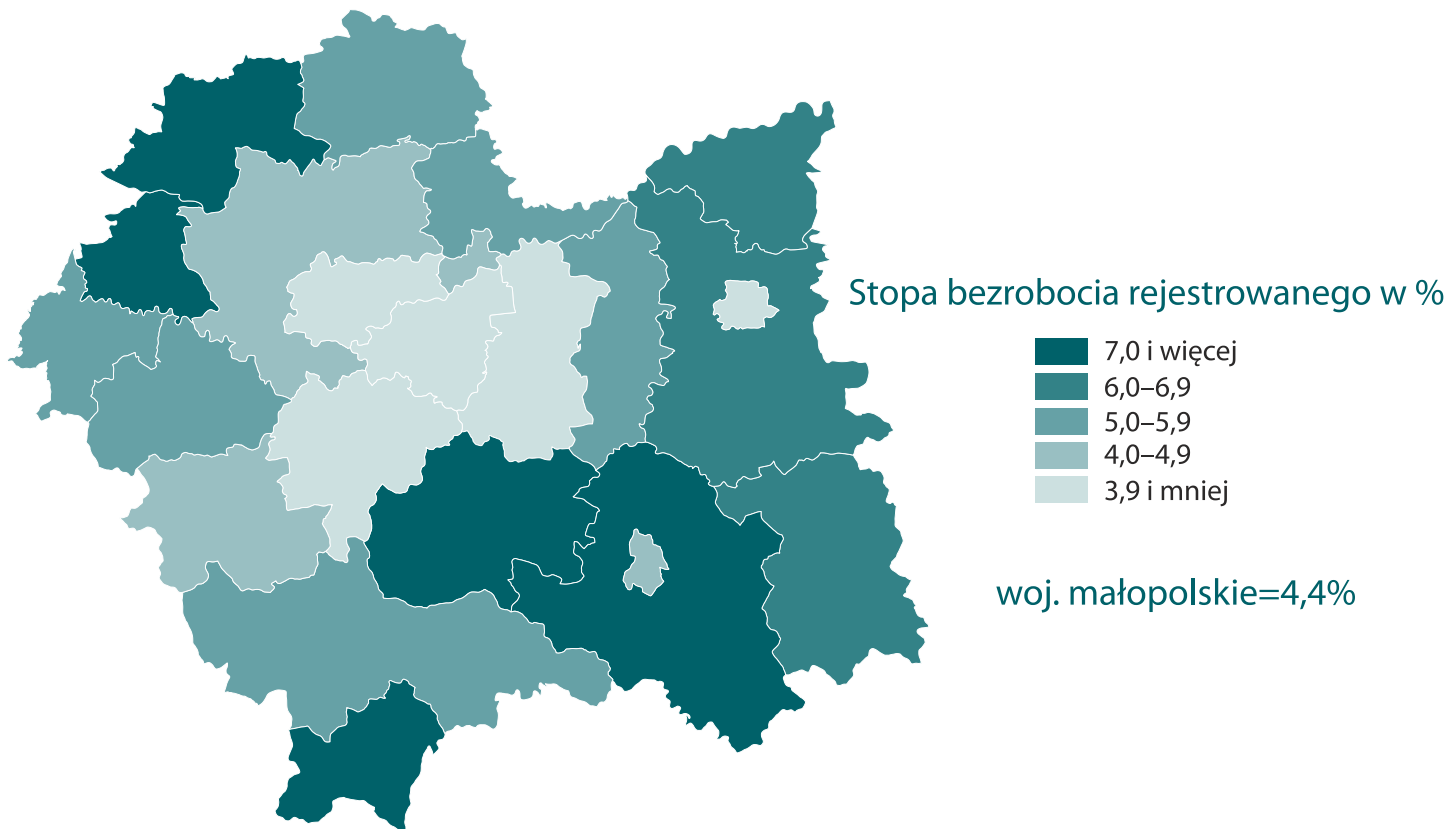 Stopa bezrobocia rejestrowanego w %
7,0 i więcej
6,0–6,9
5,0–5,9
4,0–4,9
3,9 i mniej
woj. małopolskie=4,4%